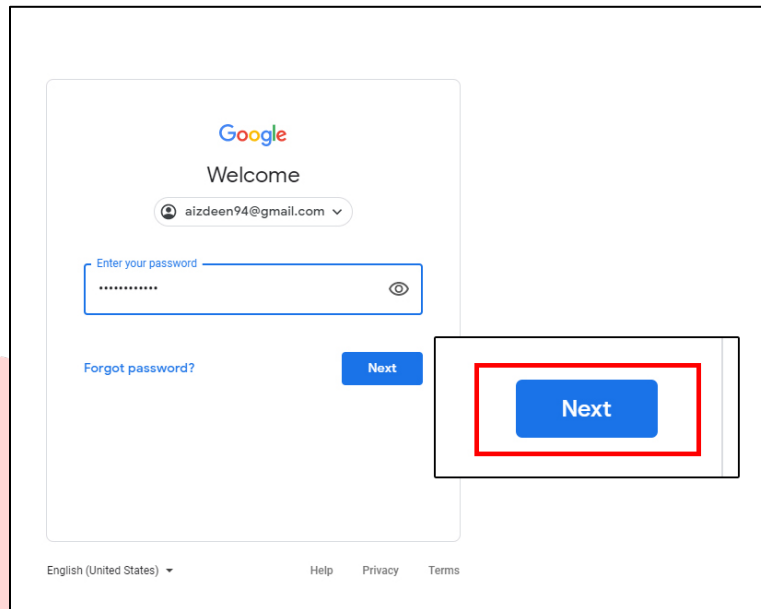 Google
Welcome
aizdeen94@gmail.com
Enter your password
••••••••••••
Forgot password?
Next
Next
English (United States)
Help Privacy Terms